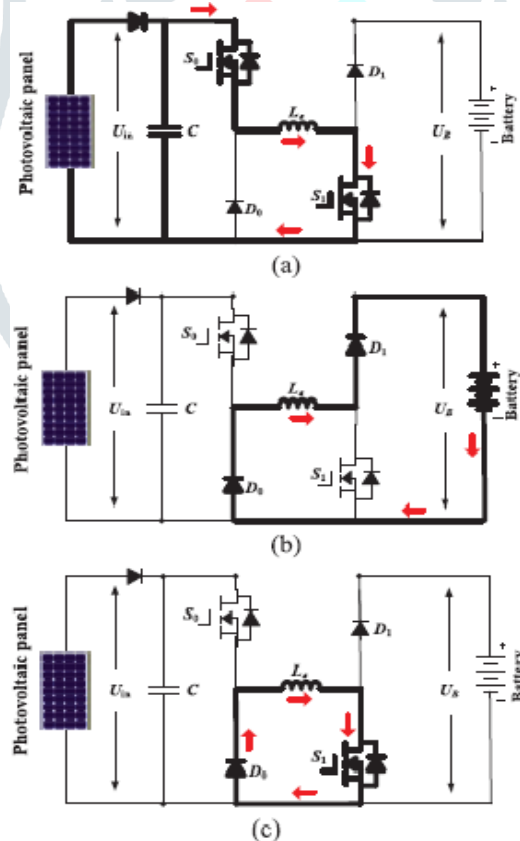 Photovoltaic panel
U_in
C
S_0
L_a
D_1
D_0
S_1
U_B
+
Battery
(a)
Photovoltaic panel
U_in
C
S_0
L_a
D_1
D_0
S_1
U_B
+
Battery
(b)
Photovoltaic panel
U_in
C
S_0
L_a
D_1
D_0
S_1
U_B
+
Battery
(c)